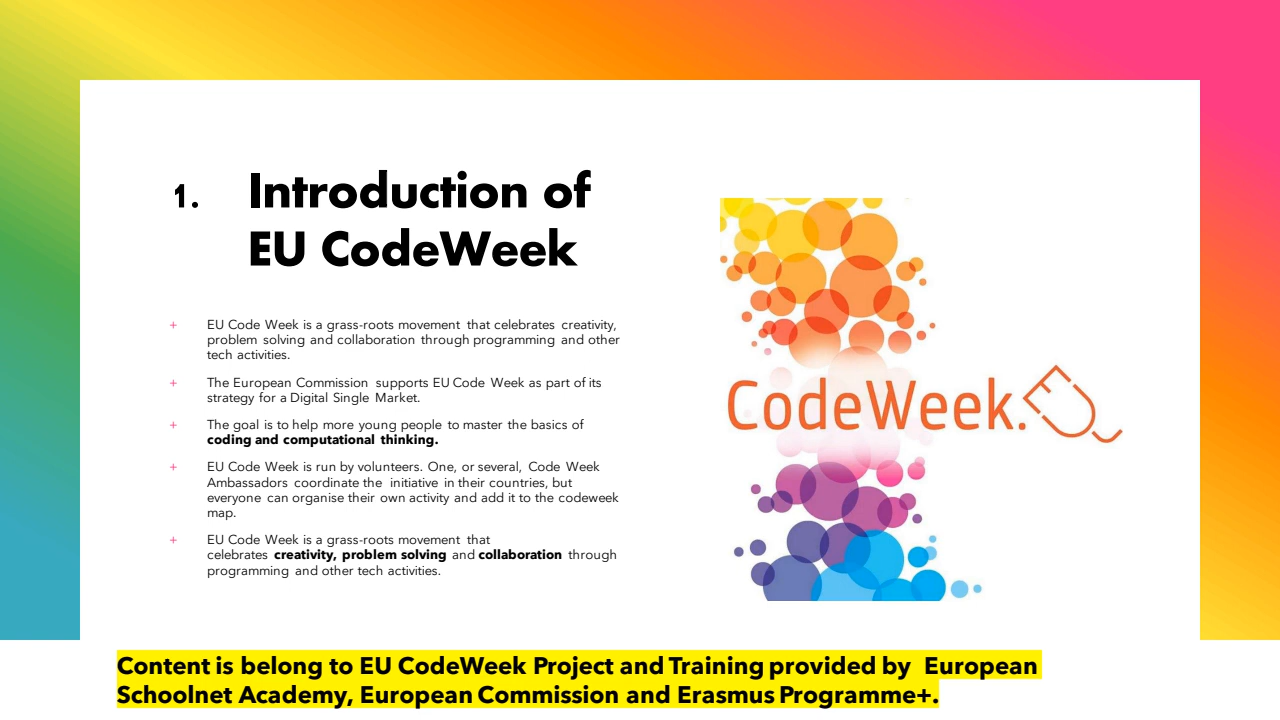 1. Introduction of
EU CodeWeek
+ EU Code Week is a grass-roots movement that celebrates creativity,
problem solving and collaboration through programming and other
tech activities.
+ The European Commission supports EU Code Week as part of its
strategy for a Digital Single Market.
+ The goal is to help more young people to master the basics of
coding and computational thinking.
+ EU Code Week is run by volunteers. One, or several, Code Week
Ambassadors coordinate the initiative in their countries, but
everyone can organise their own activity and add it to the codeweek
map.
+ EU Code Week is a grass-roots movement that
celebrates creativity, problem solving and collaboration through
programming and other tech activities.
CodeWeek.
Content is belong to EU CodeWeek Project and Training provided by European
Schoolnet Academy, European Commission and Erasmus Programme+.